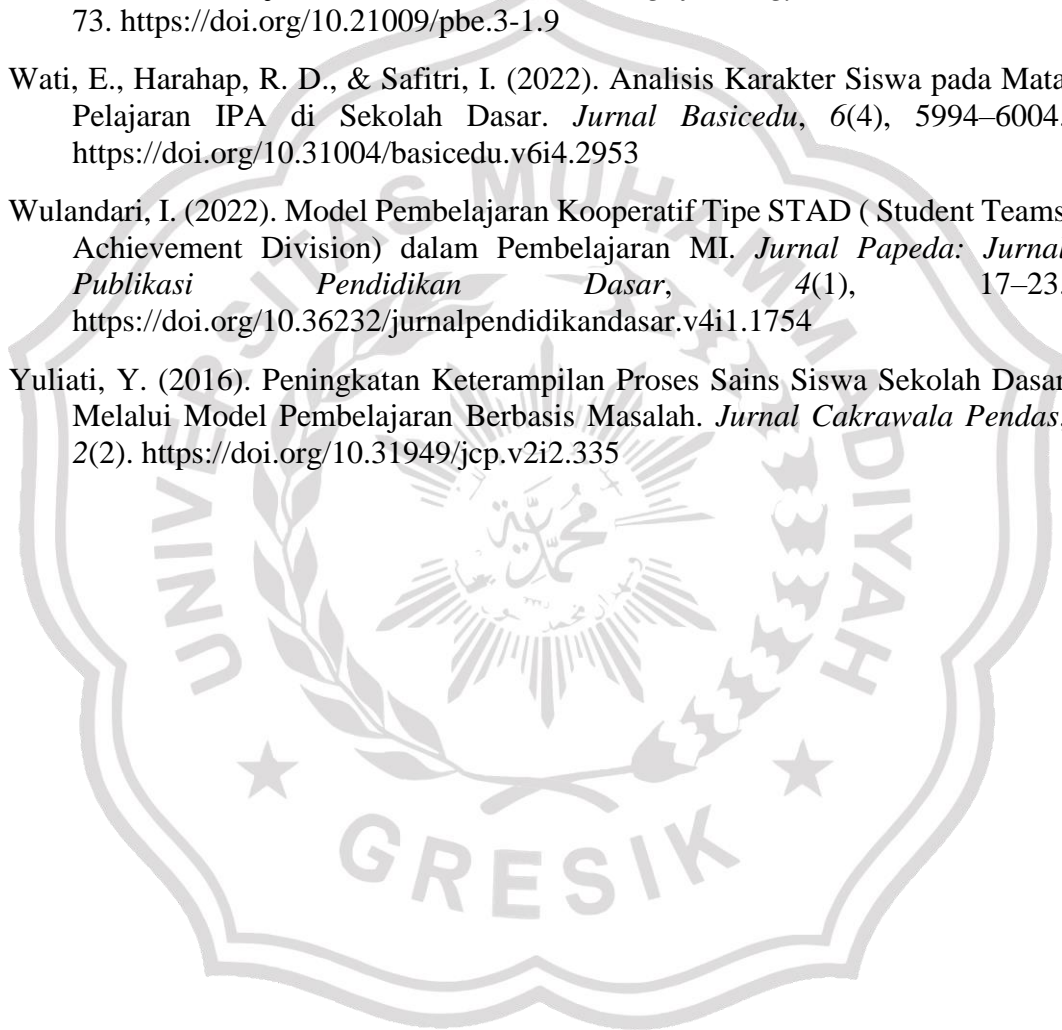 73. https://doi.org/10.21009/pbe.3-1.9
Wati, E., Harahap, R. D., & Safitri, I. (2022). Analisis Karakter Siswa pada Mata
Pelajaran IPA di Sekolah Dasar. Jurnal Basicedu, 6(4), 5994–6004.
https://doi.org/10.31004/basicedu.v6i4.2953
Wulandari, I. (2022). Model Pembelajaran Kooperatif Tipe STAD ( Student Teams
Achievement Division) dalam Pembelajaran MI. Jurnal Papeda: Jurnal
Publikasi Pendidikan Dasar, 4(1), 17–23.
https://doi.org/10.36232/jurnalpendidikandasar.v4i1.1754
Yuliati, Y. (2016). Peningkatan Keterampilan Proses Sains Siswa Sekolah Dasar
Melalui Model Pembelajaran Berbasis Masalah. Jurnal Cakrawala Pendas,
2(2). https://doi.org/10.31949/jcp.v2i2.335
UNIVERSITAS MUHAMMADIYAH
GRESIK